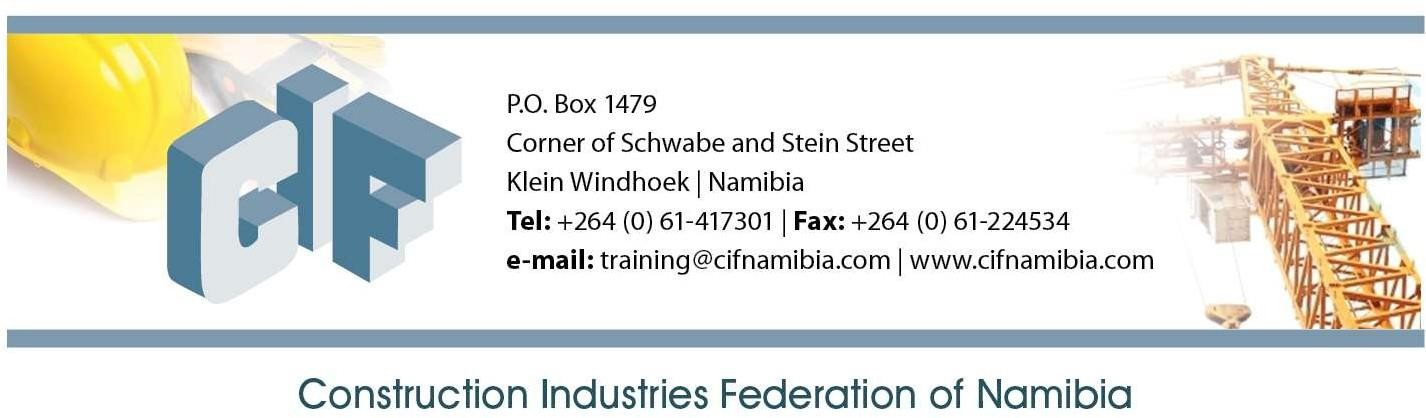 CIF
P.O. Box 1479
Corner of Schwabe and Stein Street
Klein Windhoek | Namibia
Tel: +264 (0) 61-417301 | Fax: +264 (0) 61-224534
e-mail: training@cifnamibia.com | www.cifnamibia.com
Construction Industries Federation of Namibia